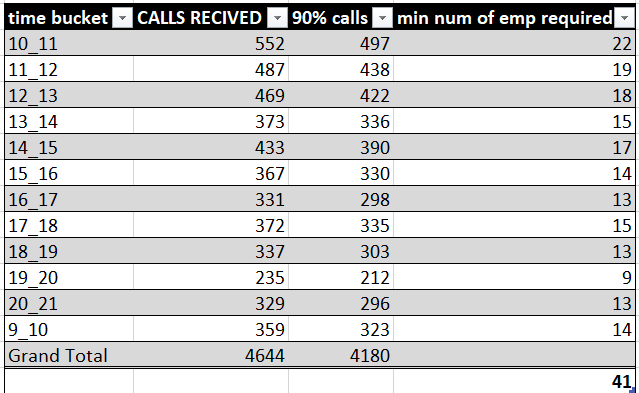 time bucket CALLS RECIVED 90% calls min num of emp required
10_11 552 497 22
11_12 487 438 19
12_13 469 422 18
13_14 373 336 15
14_15 433 390 17
15_16 367 330 14
16_17 331 298 13
17_18 372 335 15
18_19 337 303 13
19_20 235 212 9
20_21 329 296 13
9_10 359 323 14
Grand Total 4644 4180
41